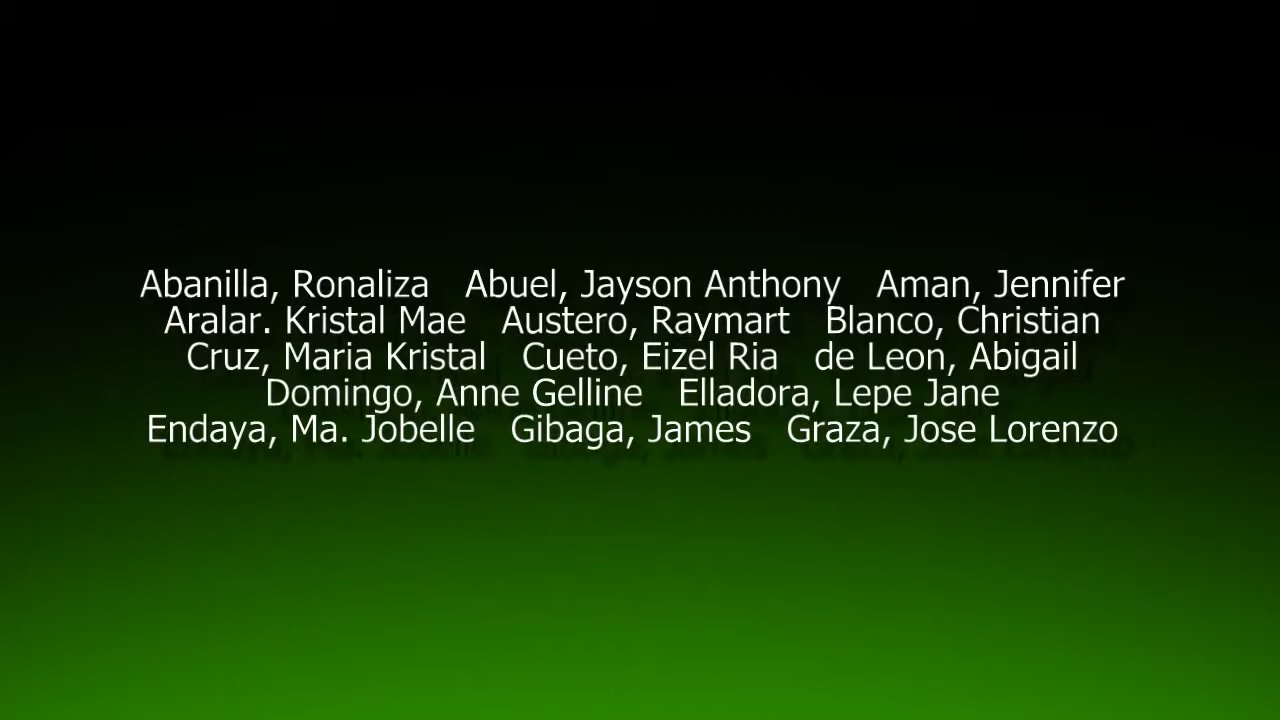 Abanilla, Ronaliza   Abuel, Jayson Anthony   Aman, Jennifer
Aralar. Kristal Mae   Austero, Raymart   Blanco, Christian
Cruz, Maria Kristal   Cueto, Eizel Ria   de Leon, Abigail
Domingo, Anne Gelline   Elladora, Lepe Jane
Endaya, Ma. Jobelle   Gibaga, James   Graza, Jose Lorenzo